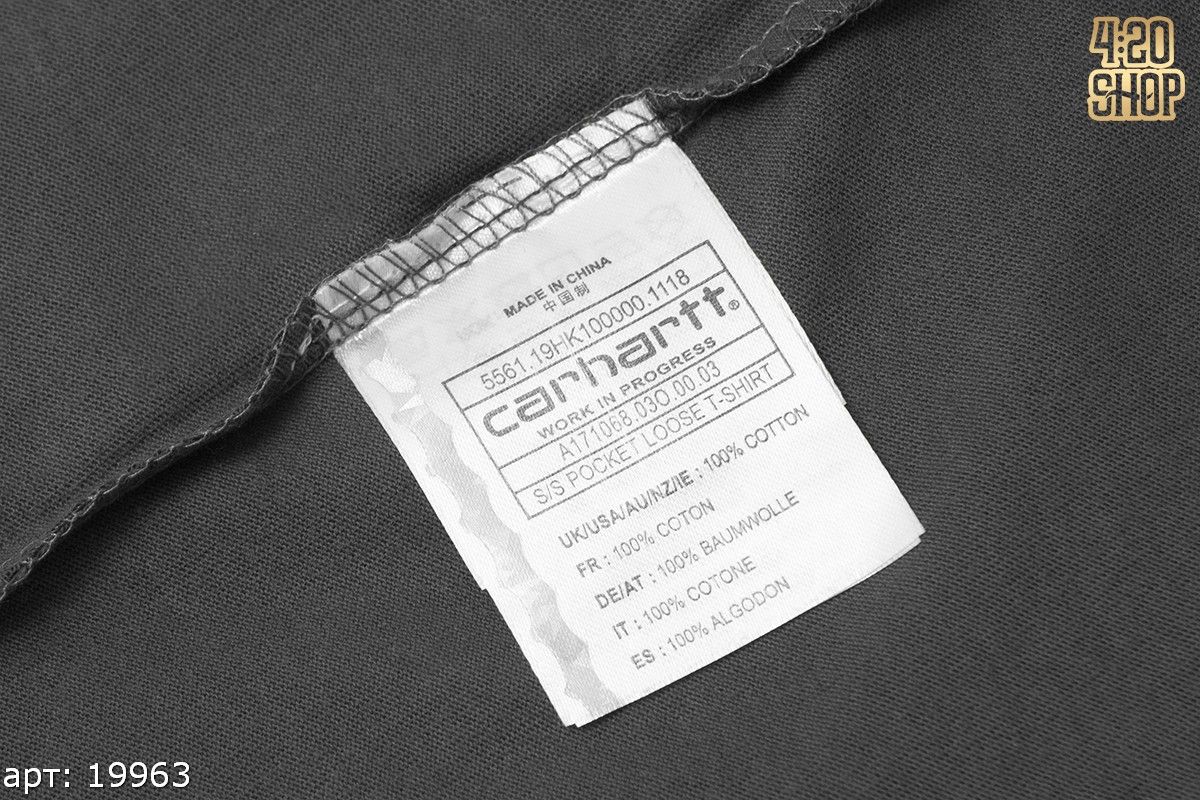 4:20
SHOP
MADE IN CHINA
中国制
5561.19HK100000.1118
carhartt®
WORK IN PROGRESS
A171068.03O.00.03
S/S POCKET LOOSE T-SHIRT
UK/USA/AU/NZ/IE : 100% COTTON
FR : 100% COTON
DE/AT : 100% BAUMWOLLE
IT : 100% COTONE
ES : 100% ALGODON
арт: 19963